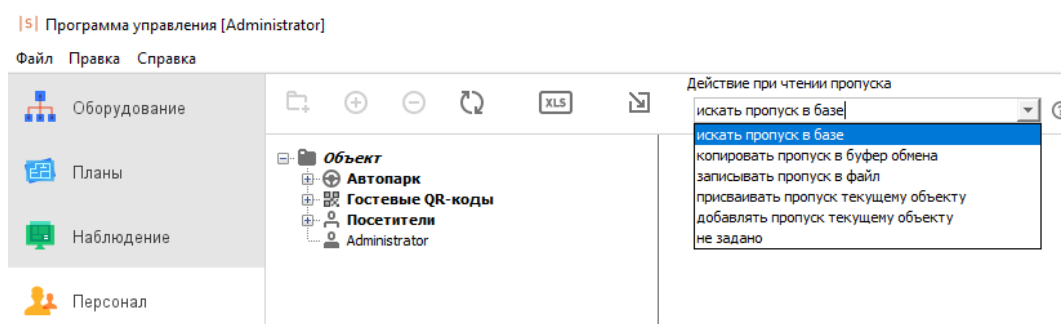 |S| Программа управления [Administrator]
Файл Правка Справка
Оборудование
Планы
Наблюдение
Персонал
XLS
Действие при чтении пропуска
искать пропуск в базе
искать пропуск в базе
копировать пропуск в буфер обмена
записывать пропуск в файл
присваивать пропуск текущему объекту
добавлять пропуск текущему объекту
не задано
Объект
Автопарк
Гостевые QR-коды
Посетители
Administrator